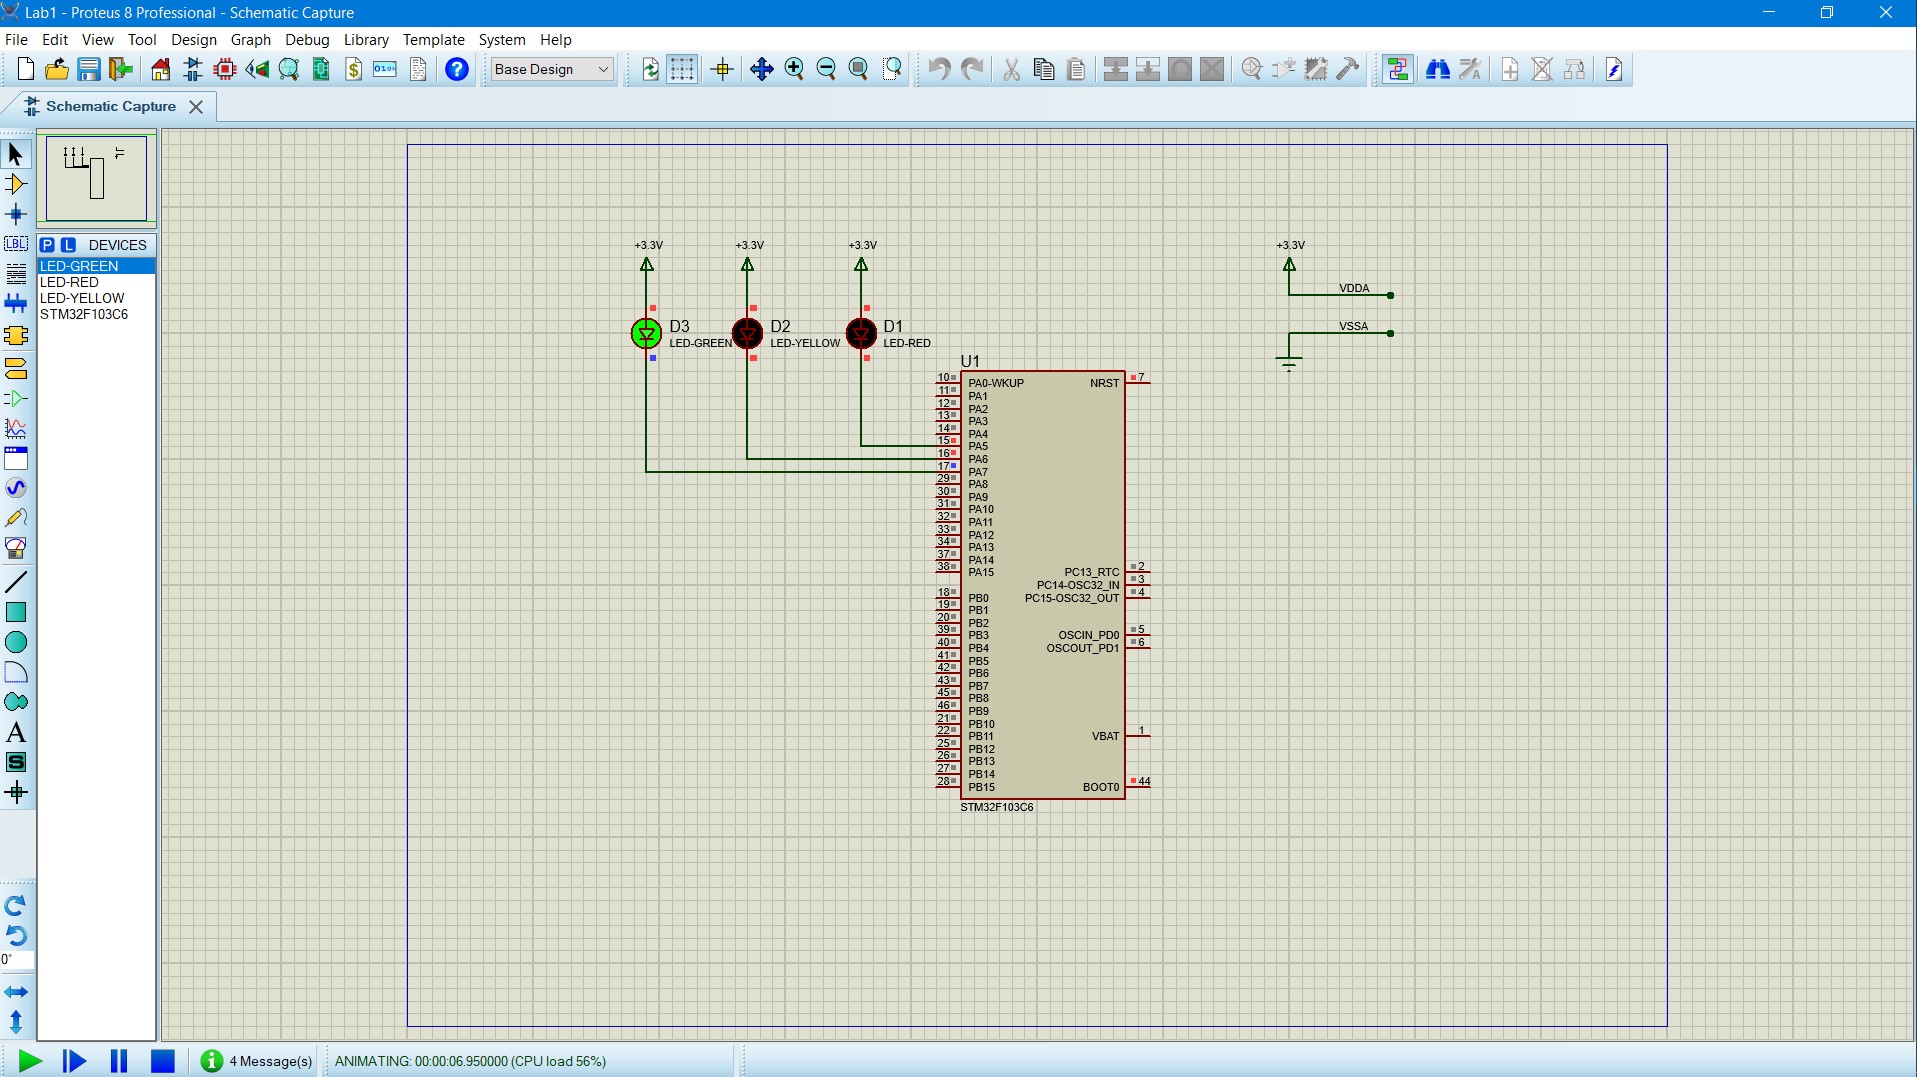 Lab1 - Proteus 8 Professional - Schematic Capture
File Edit View Tool Design Graph Debug Library Template System Help
$ 0101 ? Base Design
Schematic Capture
P L DEVICES
LED-GREEN
LED-RED
LED-YELLOW
STM32F103C6
LBL
A
S
0°
+3.3V +3.3V +3.3V +3.3V
VDDA
VSSA
D3 D2 D1
LED-GREEN LED-YELLOW LED-RED
U1
10 PA0-WKUP NRST 7
11 PA1
12 PA2
13 PA3
14 PA4
15 PA5
16 PA6
17 PA7
29 PA8
30 PA9
31 PA10
32 PA11
33 PA12
34 PA13
37 PA14
38 PA15 PC13_RTC 2
PC14-OSC32_IN 3
18 PB0 PC15-OSC32_OUT 4
19 PB1
20 PB2
39 PB3 OSCIN_PD0 5
40 PB4 OSCOUT_PD1 6
41 PB5
42 PB6
43 PB7
45 PB8
46 PB9
21 PB10
22 PB11 VBAT 1
25 PB12
26 PB13
27 PB14
28 PB15 BOOT0 44
STM32F103C6
4 Message(s) ANIMATING: 00:00:06.950000 (CPU load 56%)